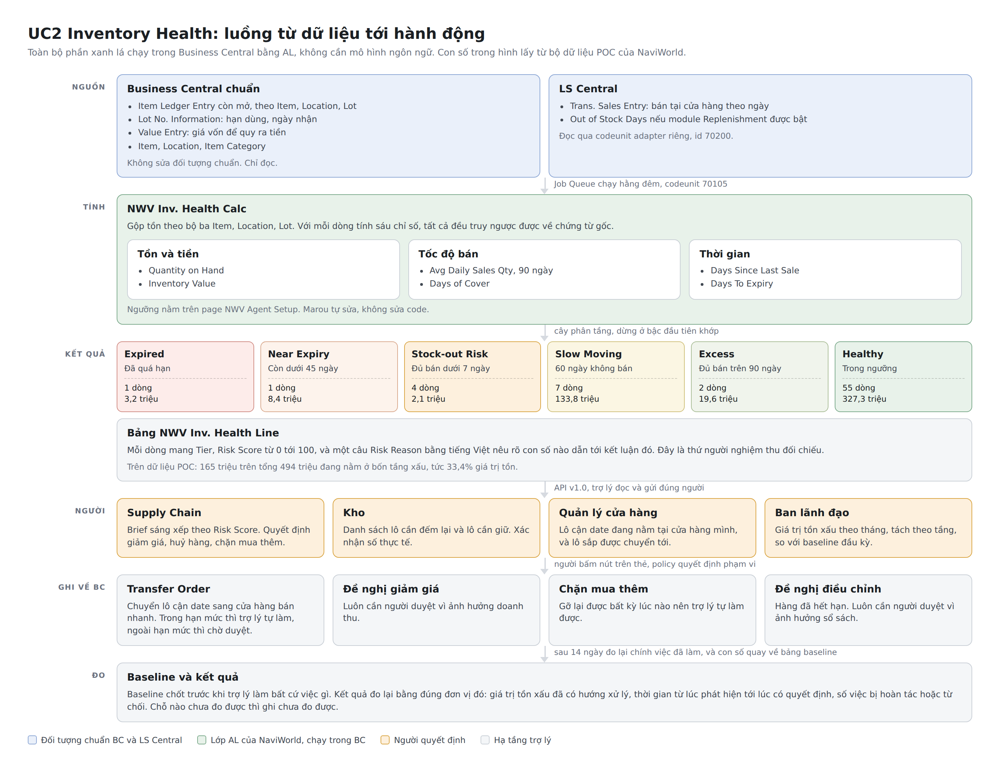 UC2 Inventory Health: luồng từ dữ liệu tới hành động
Toàn bộ phần xanh lá chạy trong Business Central bằng AL, không cần mô hình ngôn ngữ. Con số trong hình lấy từ bộ dữ liệu POC của NaviWorld.
NGUỒN
Business Central chuẩn
Item Ledger Entry còn mở, theo Item, Location, Lot
Lot No. Information: hạn dùng, ngày nhận
Value Entry: giá vốn để quy ra tiền
Item, Location, Item Category
Không sửa đối tượng chuẩn. Chỉ đọc.
LS Central
Trans. Sales Entry: bán tại cửa hàng theo ngày
Out of Stock Days nếu module Replenishment được bật
Đọc qua codeunit adapter riêng, id 70200.
Job Queue chạy hằng đêm, codeunit 70105
TÍNH
NWV Inv. Health Calc
Gộp tồn theo bộ ba Item, Location, Lot. Với mỗi dòng tính sáu chỉ số, tất cả đều truy ngược được về chứng từ gốc.
Tồn và tiền
Quantity on Hand
Inventory Value
Tốc độ bán
Avg Daily Sales Qty, 90 ngày
Days of Cover
Thời gian
Days Since Last Sale
Days To Expiry
Ngưỡng nằm trên page NWV Agent Setup. Marou tự sửa, không sửa code.
cây phân tầng, dừng ở bậc đầu tiên khớp
KẾT QUẢ
Expired
Đã quá hạn
1 dòng
3,2 triệu
Near Expiry
Còn dưới 45 ngày
1 dòng
8,4 triệu
Stock-out Risk
Đủ bán dưới 7 ngày
4 dòng
2,1 triệu
Slow Moving
60 ngày không bán
7 dòng
133,8 triệu
Excess
Đủ bán trên 90 ngày
2 dòng
19,6 triệu
Healthy
Trong ngưỡng
55 dòng
327,3 triệu
Bảng NWV Inv. Health Line
Mỗi dòng mang Tier, Risk Score từ 0 tới 100, và một câu Risk Reason bằng tiếng Việt nêu rõ con số nào dẫn tới kết luận đó. Đây là thứ người nghiệm thu đối chiếu.
Trên dữ liệu POC: 165 triệu trên tổng 494 triệu đang nằm ở bốn tầng xấu, tức 33,4% giá trị tồn.
API v1.0, trợ lý đọc và gửi đúng người
NGƯỜI
Supply Chain
Brief sáng xếp theo Risk Score. Quyết định
giảm giá, huỷ hàng, chặn mua thêm.
Kho
Danh sách lô cần đếm lại và lô cần giữ. Xác
nhận số thực tế.
Quản lý cửa hàng
Lô cận date đang nằm tại cửa hàng mình,
và lô sắp được chuyển tới.
Ban lãnh đạo
Giá trị tồn xấu theo tháng, tách theo tầng,
so với baseline đầu kỳ.
người bấm nút trên thẻ, policy quyết định phạm vi
GHI VỀ BC
Transfer Order
Chuyển lô cận date sang cửa hàng bán
nhanh. Trong hạn mức thì trợ lý tự làm,
ngoài hạn mức thì chờ duyệt.
Đề nghị giảm giá
Luôn cần người duyệt vì ảnh hưởng doanh
thu.
Chặn mua thêm
Gỡ lại được bất kỳ lúc nào nên trợ lý tự làm
được.
Đề nghị điều chỉnh
Hàng đã hết hạn. Luôn cần người duyệt vì
ảnh hưởng sổ sách.
sau 14 ngày đo lại chính việc đã làm, và con số quay về bảng baseline
ĐO
Baseline và kết quả
Baseline chốt trước khi trợ lý làm bất cứ việc gì. Kết quả đo lại bằng đúng đơn vị đó: giá trị tồn xấu đã có hướng xử lý, thời gian từ lúc phát hiện tới lúc có quyết định, số việc bị hoàn tác hoặc từ
chối. Chỗ nào chưa đo được thì ghi chưa đo được.
Đối tượng chuẩn BC và LS Central
Lớp AL của NaviWorld, chạy trong BC
Người quyết định
Hạ tầng trợ lý